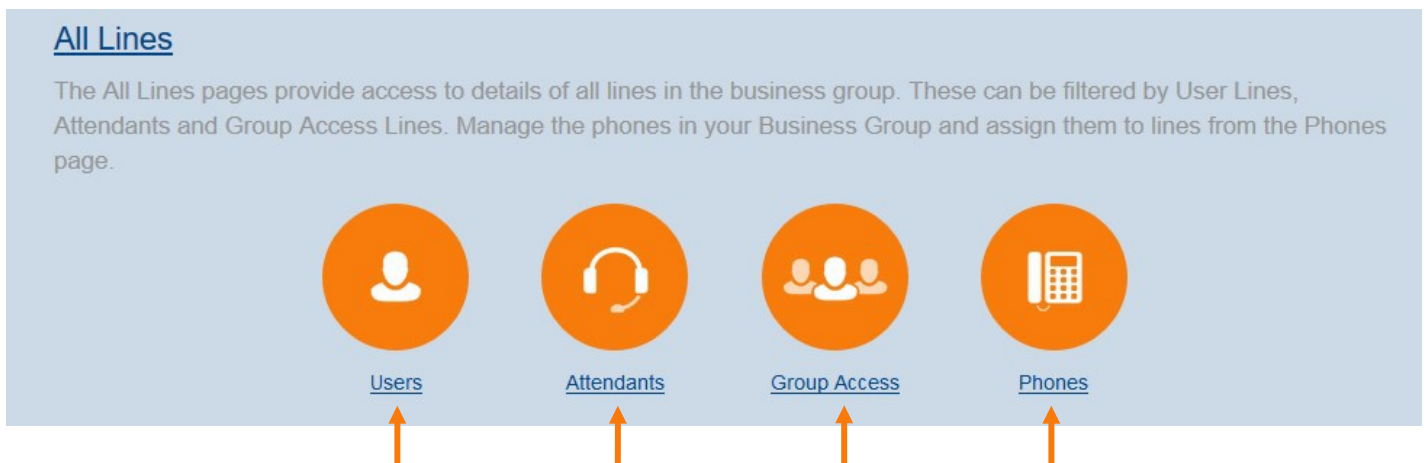 All Lines
The All Lines pages provide access to details of all lines in the business group. These can be filtered by User Lines,
Attendants and Group Access Lines. Manage the phones in your Business Group and assign them to lines from the Phones
page.
Users
Attendants
Group Access
Phones